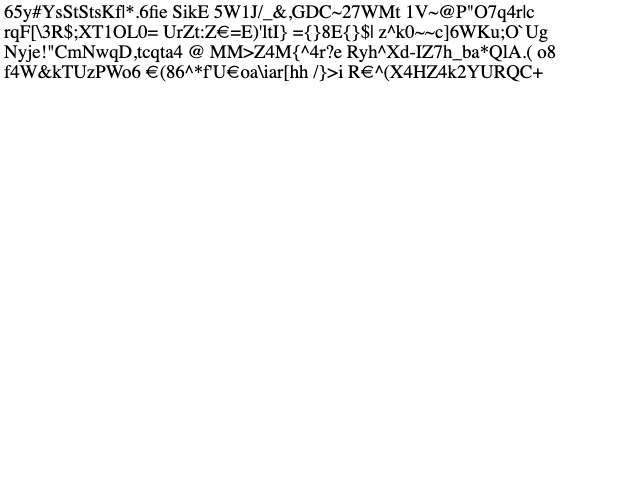 65y#YsStStsKf|*.6fie SikE 5W1J/_&,GDC~27WMt 1V~@P"O7q4r|c
rqF[\3R$;XT1OL0= UrZt:Z€=E)'ltI} ={}8E{}$l z^k0~~c]6WKu;O`Ug
Nyje!"CmNwqD,tcqta4 @ MM>Z4M{^4r?e Ryh^Xd-IZ7h_ba*QlA.( o8
f4W&kTUzPWo6 €(86^*f'U€oa\iar[hh /}>i R€^(X4HZ4k2YURQC+